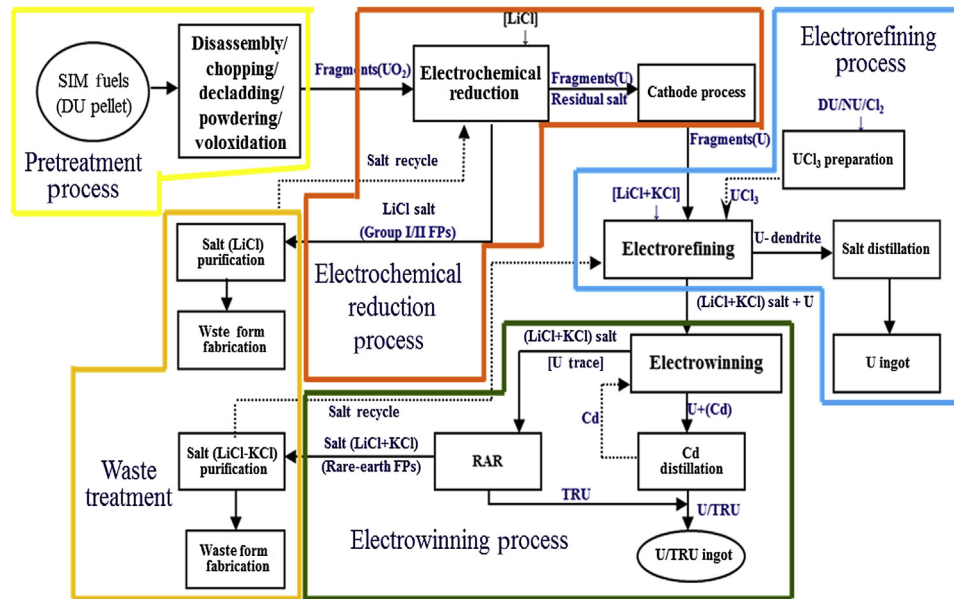 SIM fuels
(DU pellet)
Pretreatment
process
Disassembly/
chopping/
decladding/
powdering/
voloxidation
Fragments(UO₂)
[LiCl]
Electrochemical
reduction
Fragments(U)
Residual salt
Cathode process
Electrorefining
process
DU/NU/Cl₂
UCl₃ preparation
Fragments(U)
Salt recycle
[LiCl+KCl]
UCl₃
LiCl salt
(Group I/II FPs)
Salt (LiCl)
purification
Electrochemical
reduction
process
Electrorefining
U- dendrite
Salt distillation
(LiCl+KCl) salt + U
Wste form
fabrication
(LiCl+KCl) salt
[U trace]
Electrowinning
U ingot
Salt recycle
Cd
U+(Cd)
Salt (LiCl-KCl)
purification
Salt (LiCl+KCl)
(Rare-earth FPs)
RAR
Cd
distillation
Waste
treatment
TRU
U/TRU
Electrowinning process
Waste form
fabrication
U/TRU ingot